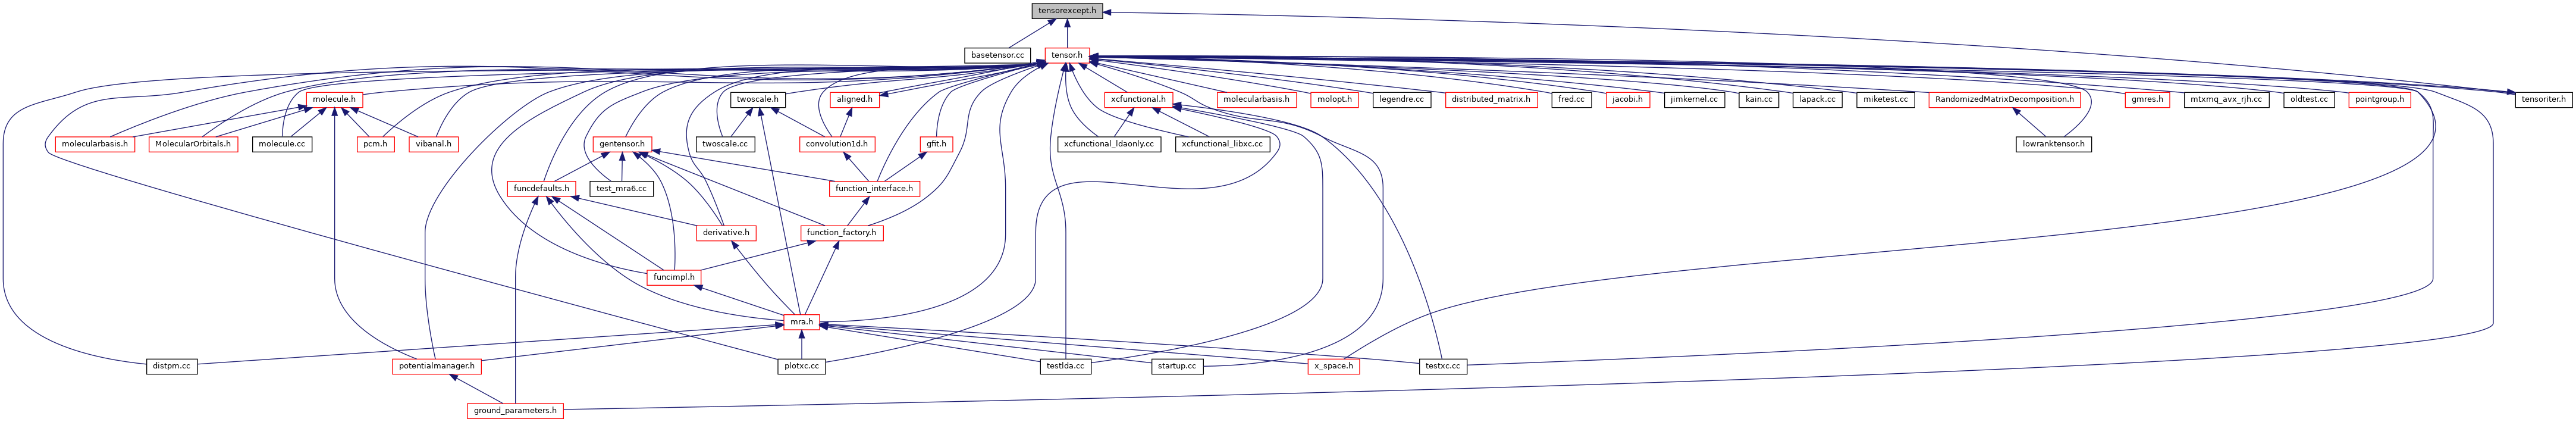 tensorexcept.h
basetensor.cc
tensor.h
molecule.h
twoscale.h
aligned.h
xcfunctional.h
molecularbasis.h
molopt.h
legendre.cc
distributed_matrix.h
fred.cc
jacobi.h
jimkernel.cc
kain.cc
lapack.cc
miketest.cc
RandomizedMatrixDecomposition.h
gmres.h
mtxmq_avx_rjh.cc
oldtest.cc
pointgroup.h
tensoriter.h
molecularbasis.h
MolecularOrbitals.h
molecule.cc
pcm.h
vibanal.h
gentensor.h
twoscale.cc
convolution1d.h
gfit.h
xcfunctional_ldaonly.cc
xcfunctional_libxc.cc
lowranktensor.h
funcdefaults.h
test_mra6.cc
function_interface.h
derivative.h
function_factory.h
funcimpl.h
mra.h
distpm.cc
potentialmanager.h
plotxc.cc
testlda.cc
startup.cc
x_space.h
testxc.cc
ground_parameters.h